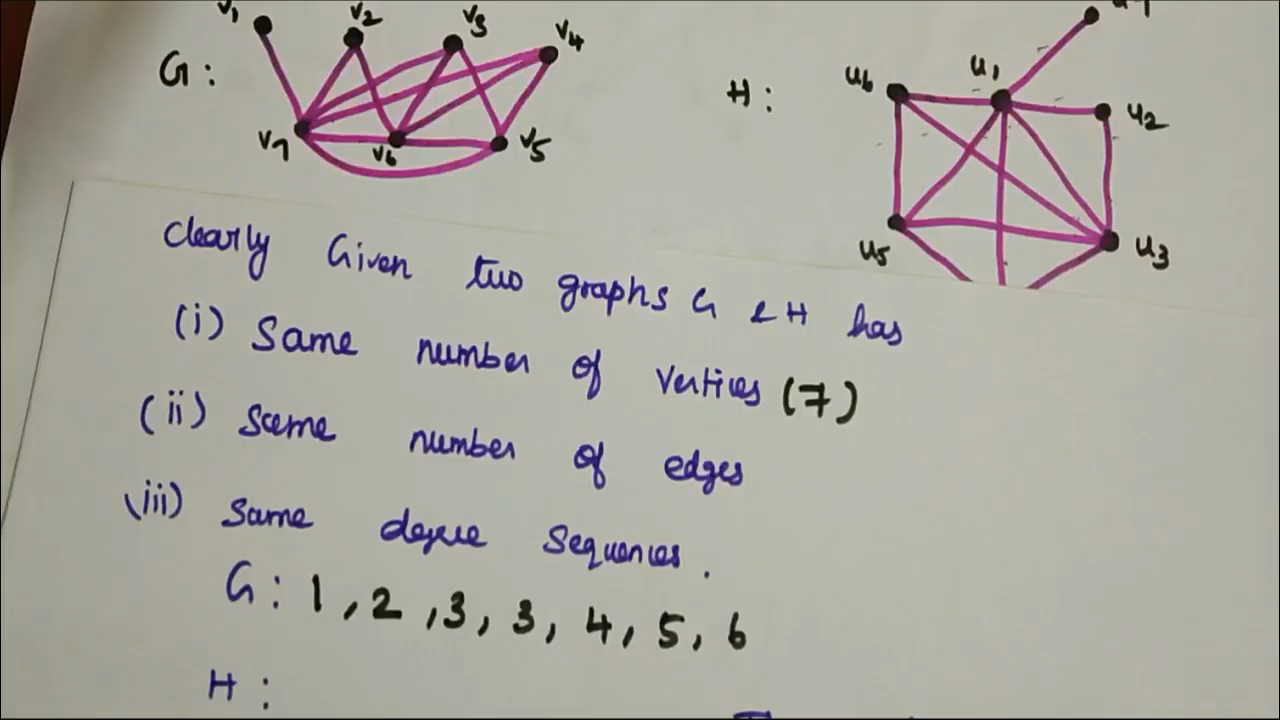 G :
v1
v2
v3
v4
v7
v6
v5
H :
u6
u1
u2
u5
u3
Clearly Given two graphs G & H has
(i) Same number of Vertices (7)
(ii) Same number of edges
(iii) Same degree Sequences.
G : 1, 2, 3, 3, 4, 5, 6
H :